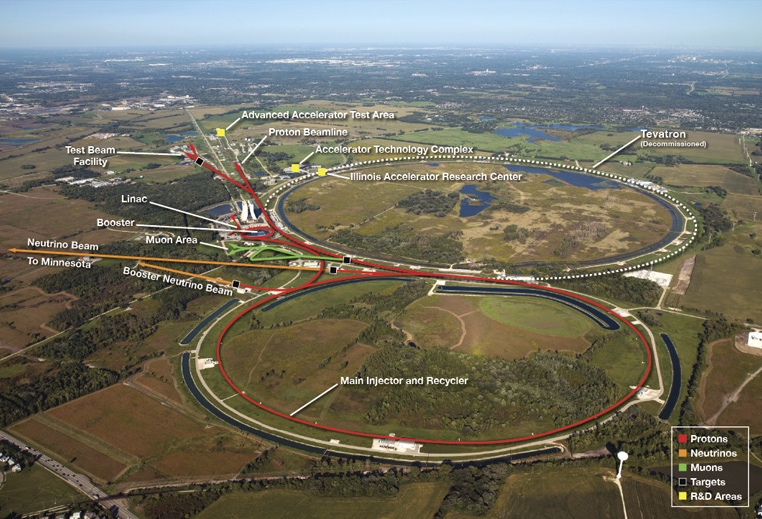 Advanced Accelerator Test Area
Proton Beamline
Tevatron
(Decommissioned)
Test Beam
Facility
Accelerator Technology Complex
Illinois Accelerator Research Center
Linac
Booster
Muon Area
Neutrino Beam
To Minnesota
Booster Neutrino Beam
Main Injector and Recycler
Protons
Neutrinos
Muons
Targets
R&D Areas